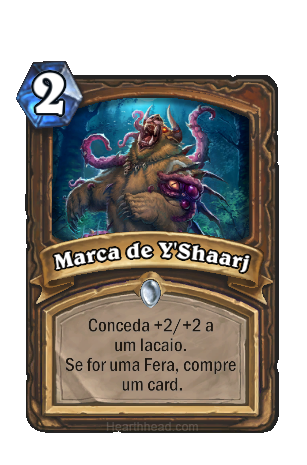 2
Marca de Y'Shaarj
Conceda +2/+2 a
um lacaio.
Se for uma Fera, compre
um card.
Hearthhead.com